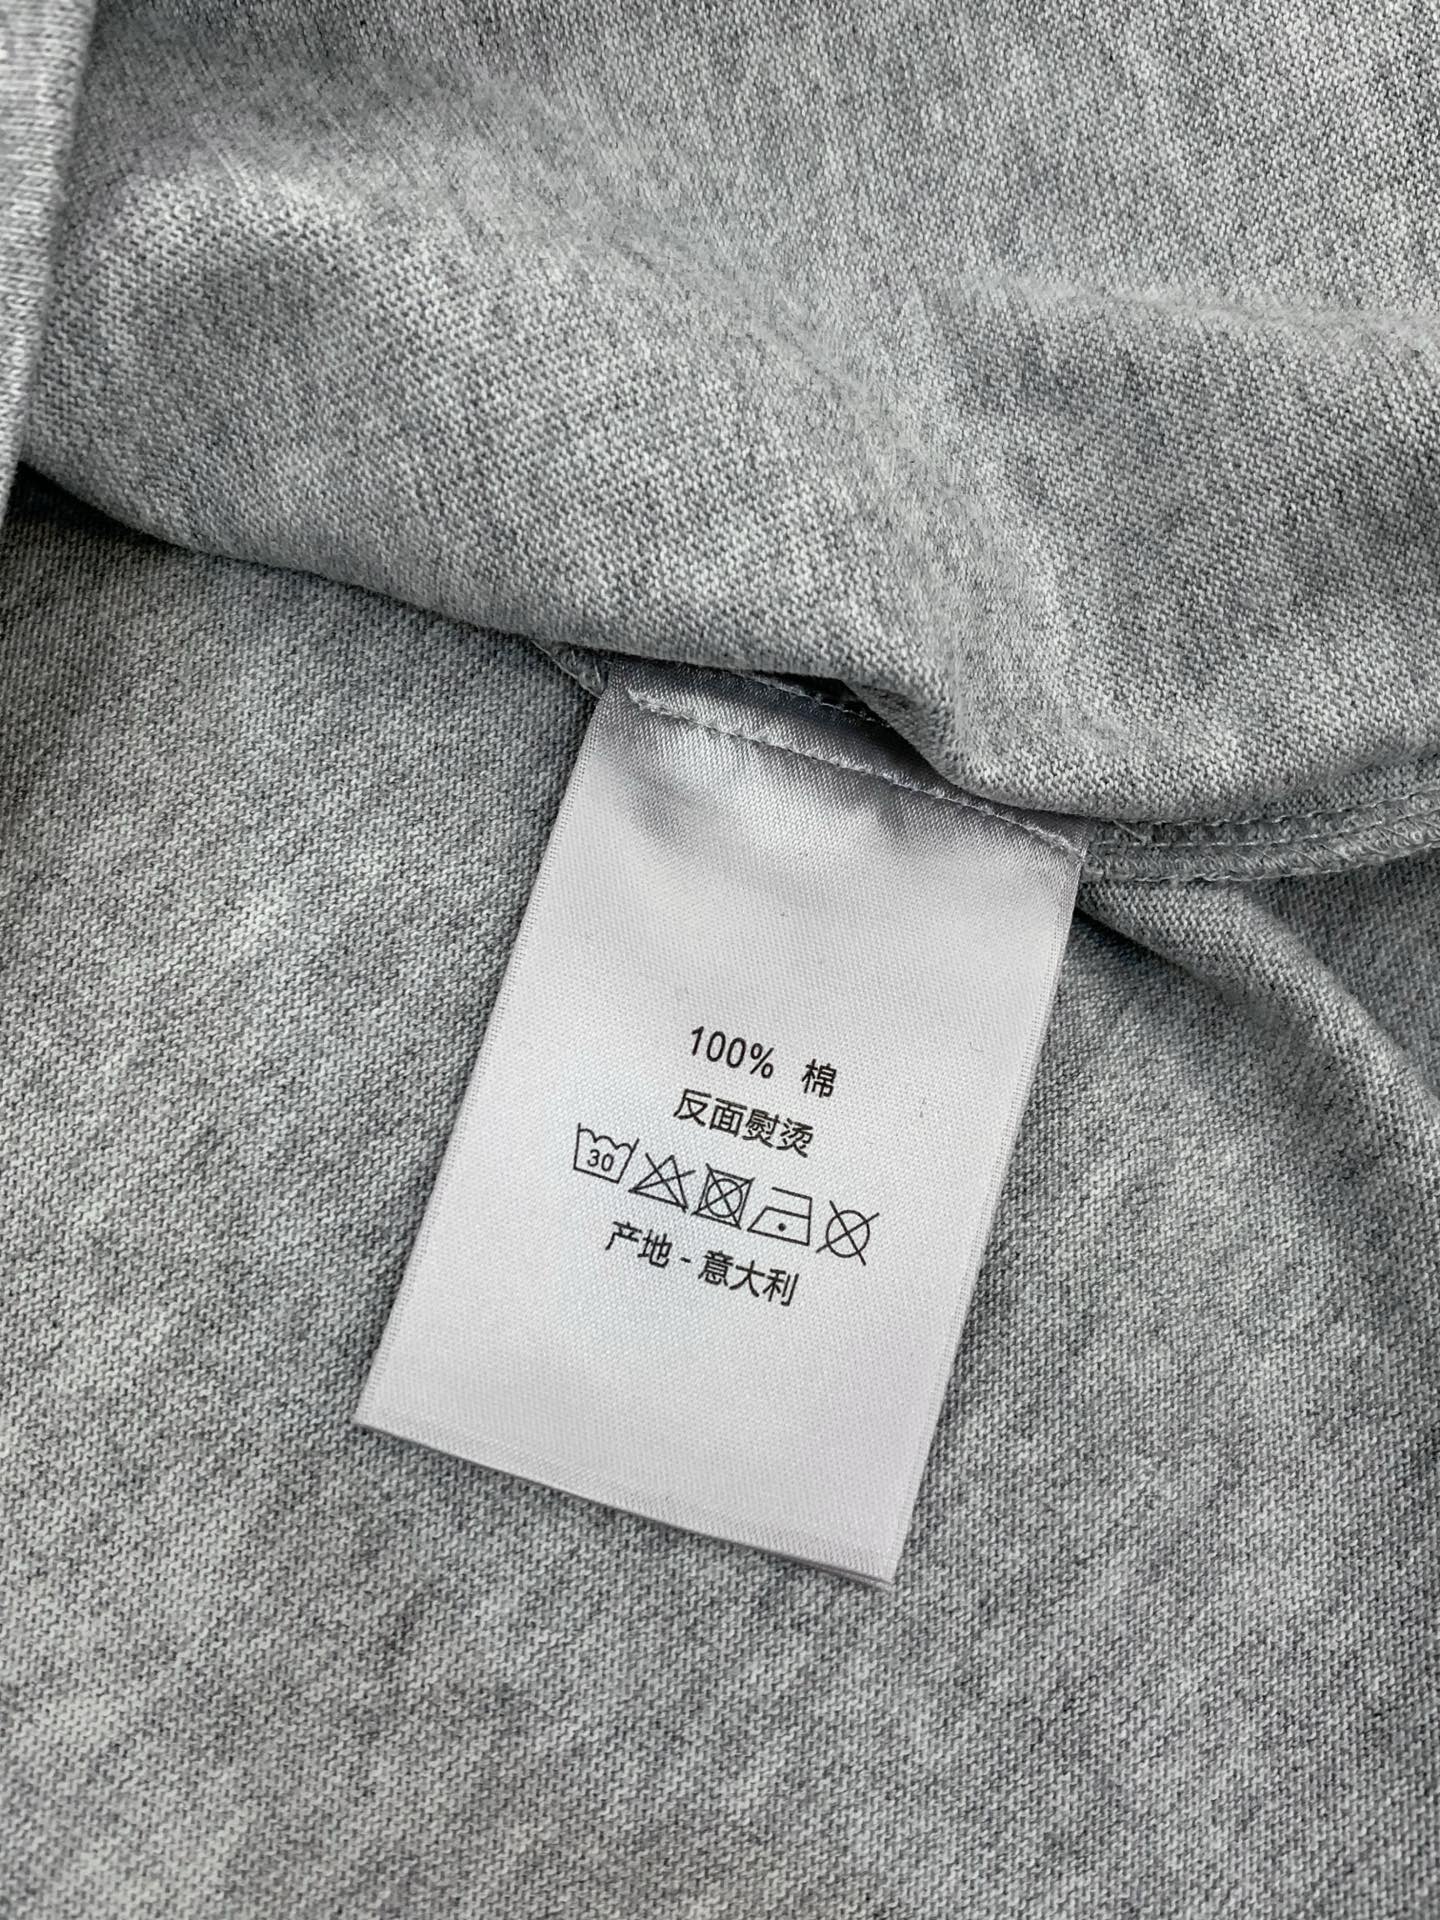 100% 棉
反面熨烫
30
产地 - 意大利